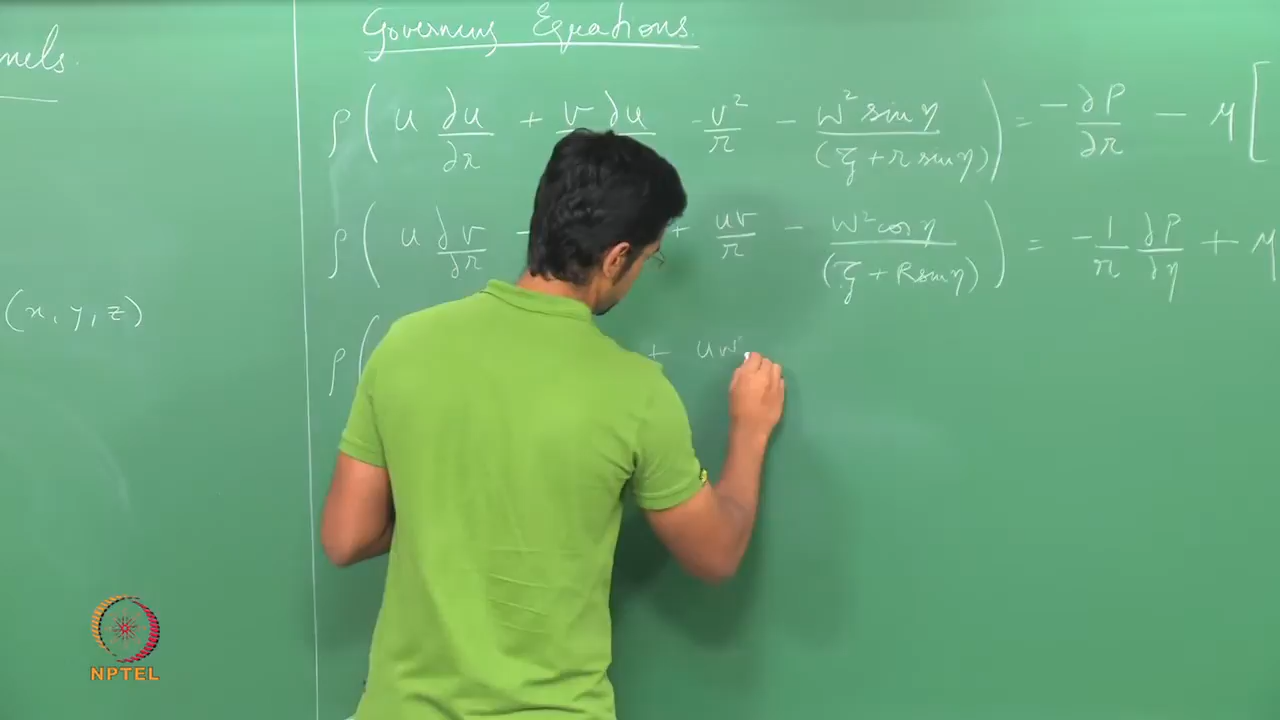 Governing Equations.
nels.
ρ( u ∂u/∂r + v ∂u - v²/r - w² sin η/(ξ + r sin η) ) = - ∂P/∂r - μ[
ρ( u ∂v/∂r + uv/r - w² cos η/(ξ + R sin η) ) = - 1/r ∂P/∂η + μ
(x, y, z)
ρ( + uw
NPTEL